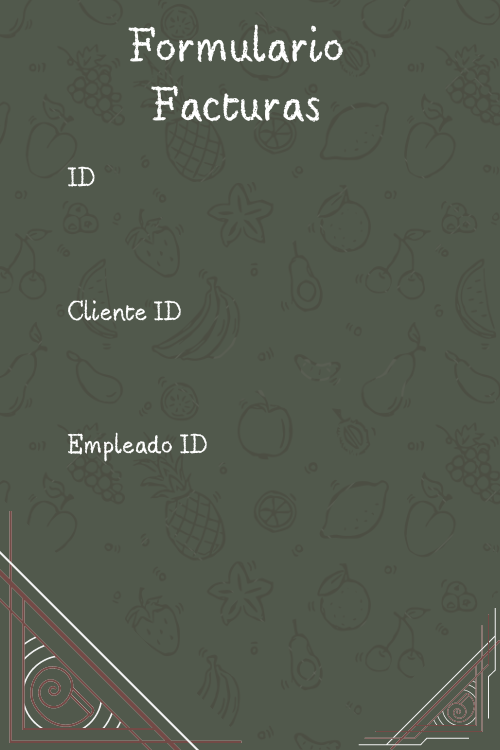 Formulario
Facturas
ID
Cliente ID
Empleado ID